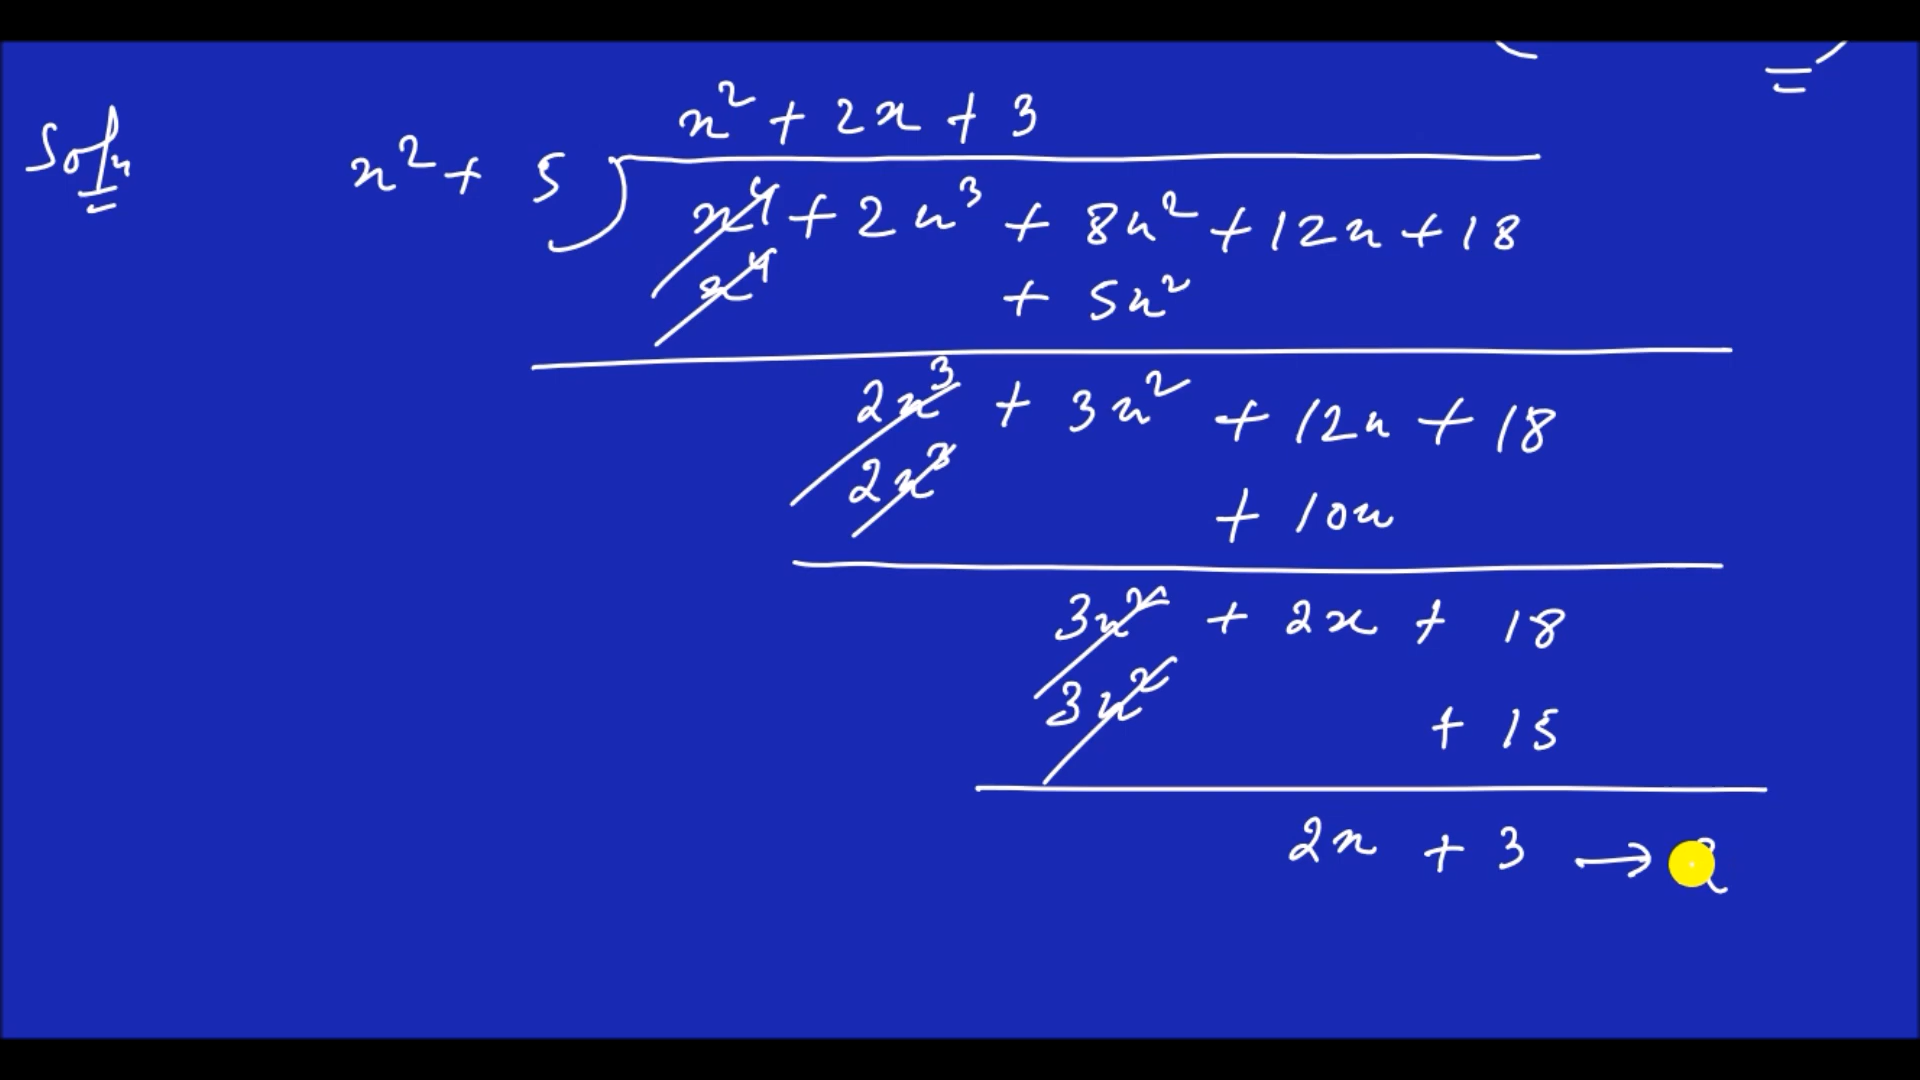 x² + 2x + 3
Soln x² + 5 ) x⁴ + 2x³ + 8x² + 12x + 18
x⁴ + 5x²
2x³ + 3x² + 12x + 18
2x³ + 10x
3x² + 2x + 18
3x² + 15
2x + 3 →